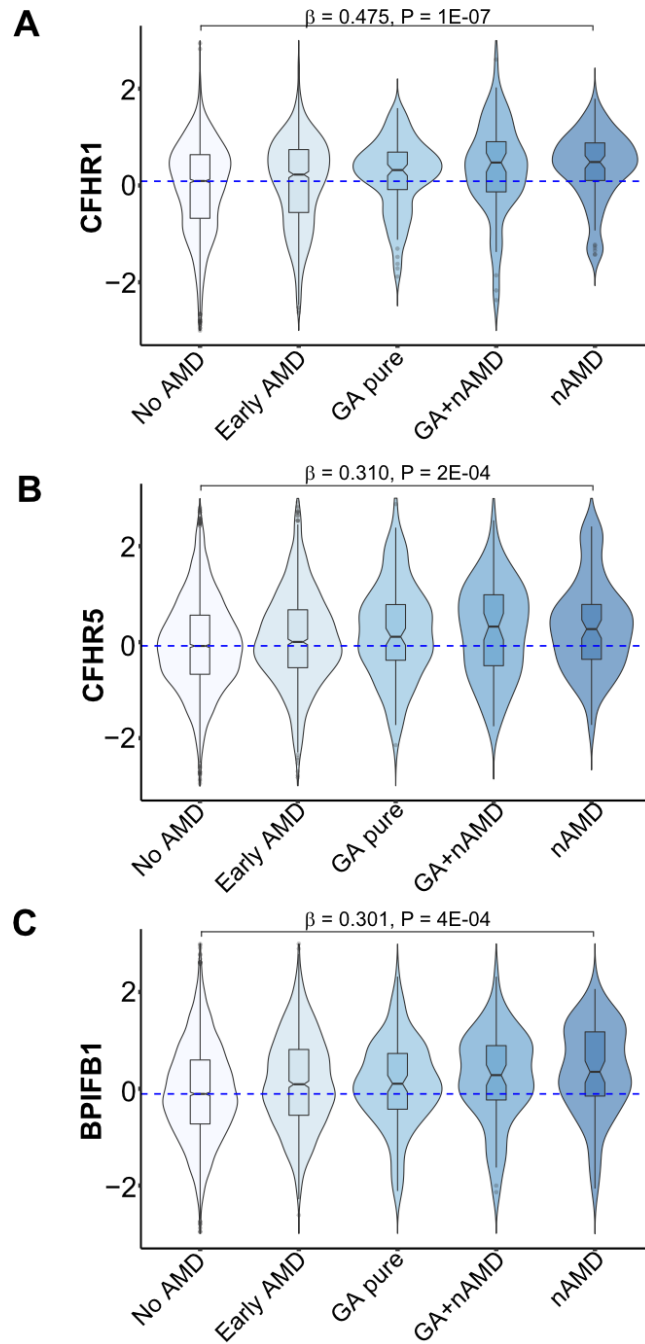 A
β = 0.475, P = 1E-07
CFHR1
2
0
−2
No AMD
Early AMD
GA pure
GA+nAMD
nAMD
B
β = 0.310, P = 2E-04
CFHR5
2
0
−2
No AMD
Early AMD
GA pure
GA+nAMD
nAMD
C
β = 0.301, P = 4E-04
BPIFB1
2
0
−2
No AMD
Early AMD
GA pure
GA+nAMD
nAMD